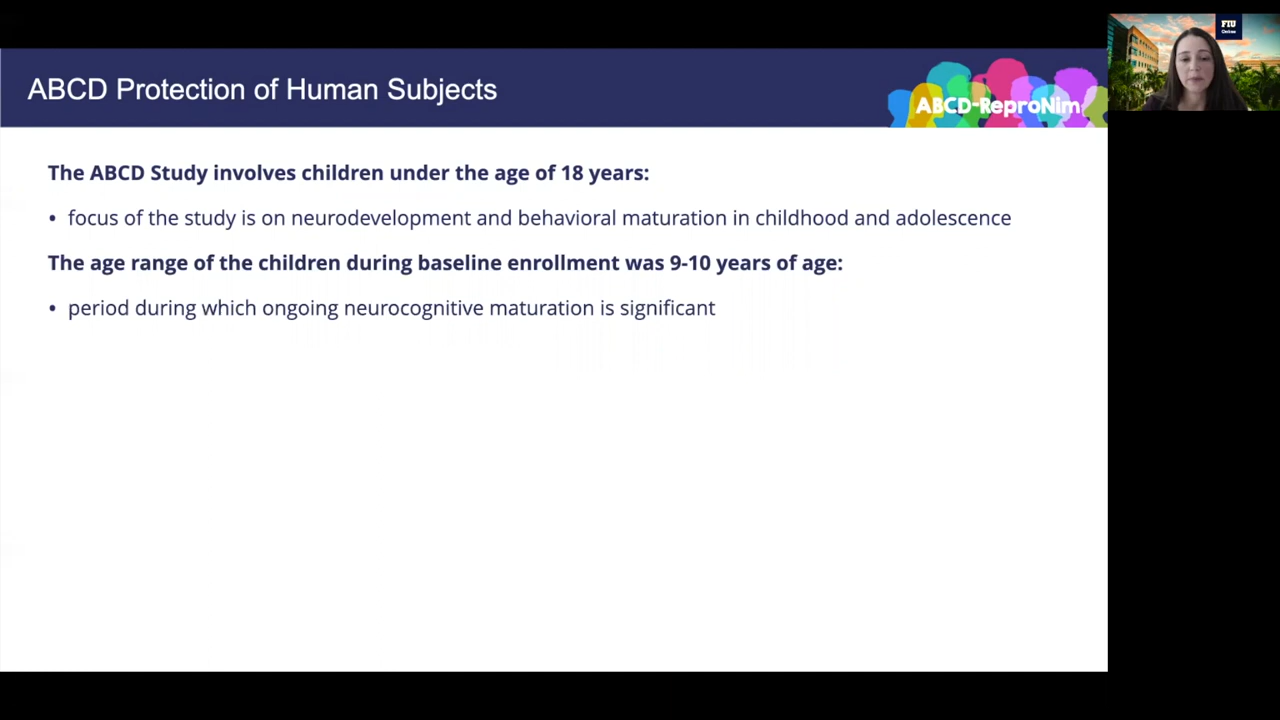 ABCD Protection of Human Subjects
ABCD-ReproNim
FIU
Online
The ABCD Study involves children under the age of 18 years:
• focus of the study is on neurodevelopment and behavioral maturation in childhood and adolescence
The age range of the children during baseline enrollment was 9-10 years of age:
• period during which ongoing neurocognitive maturation is significant